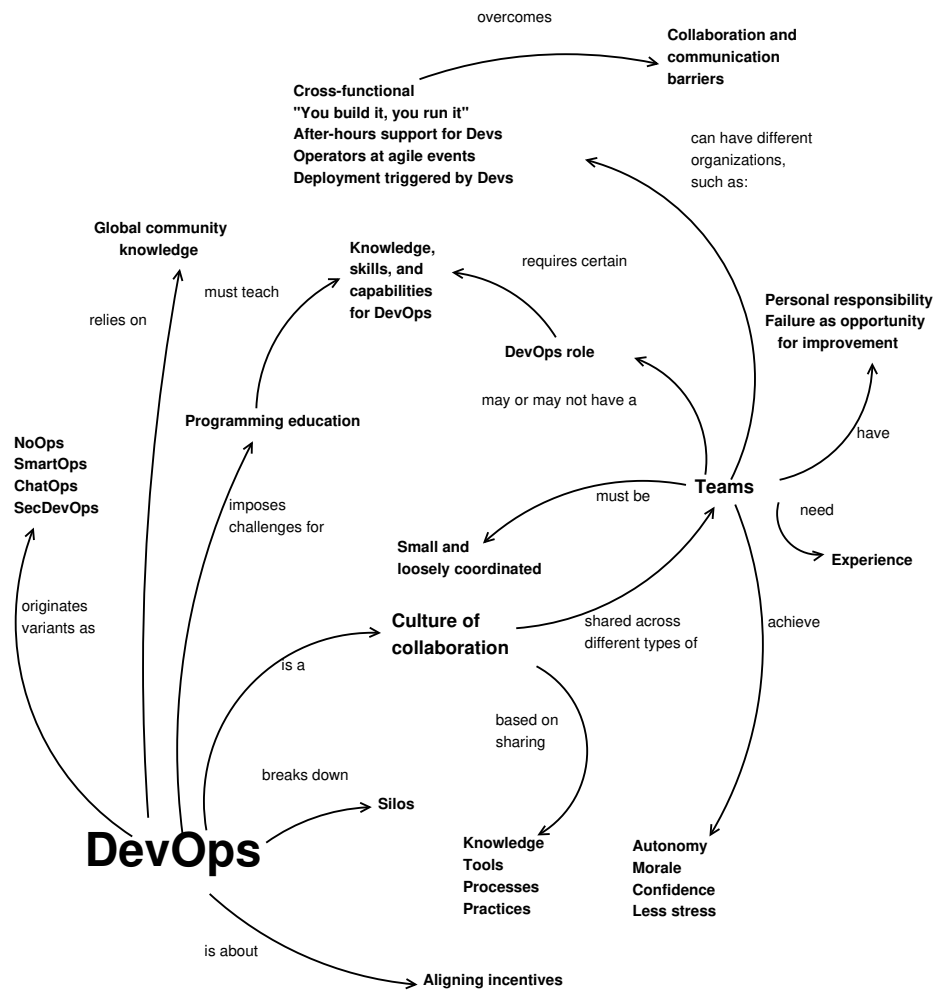 overcomes
Collaboration and
communication
barriers
Cross-functional
"You build it, you run it"
After-hours support for Devs
Operators at agile events
Deployment triggered by Devs
can have different
organizations,
such as:
Global community
knowledge
Knowledge,
skills, and
capabilities
for DevOps
requires certain
must teach
relies on
Personal responsibility
Failure as opportunity
for improvement
DevOps role
may or may not have a
Programming education
have
NoOps
SmartOps
ChatOps
SecDevOps
imposes
challenges for
must be
Teams
need
Small and
loosely coordinated
Experience
originates
variants as
Culture of
collaboration
shared across
different types of
achieve
is a
based on
sharing
breaks down
Silos
DevOps
Knowledge
Tools
Processes
Practices
Autonomy
Morale
Confidence
Less stress
is about
Aligning incentives